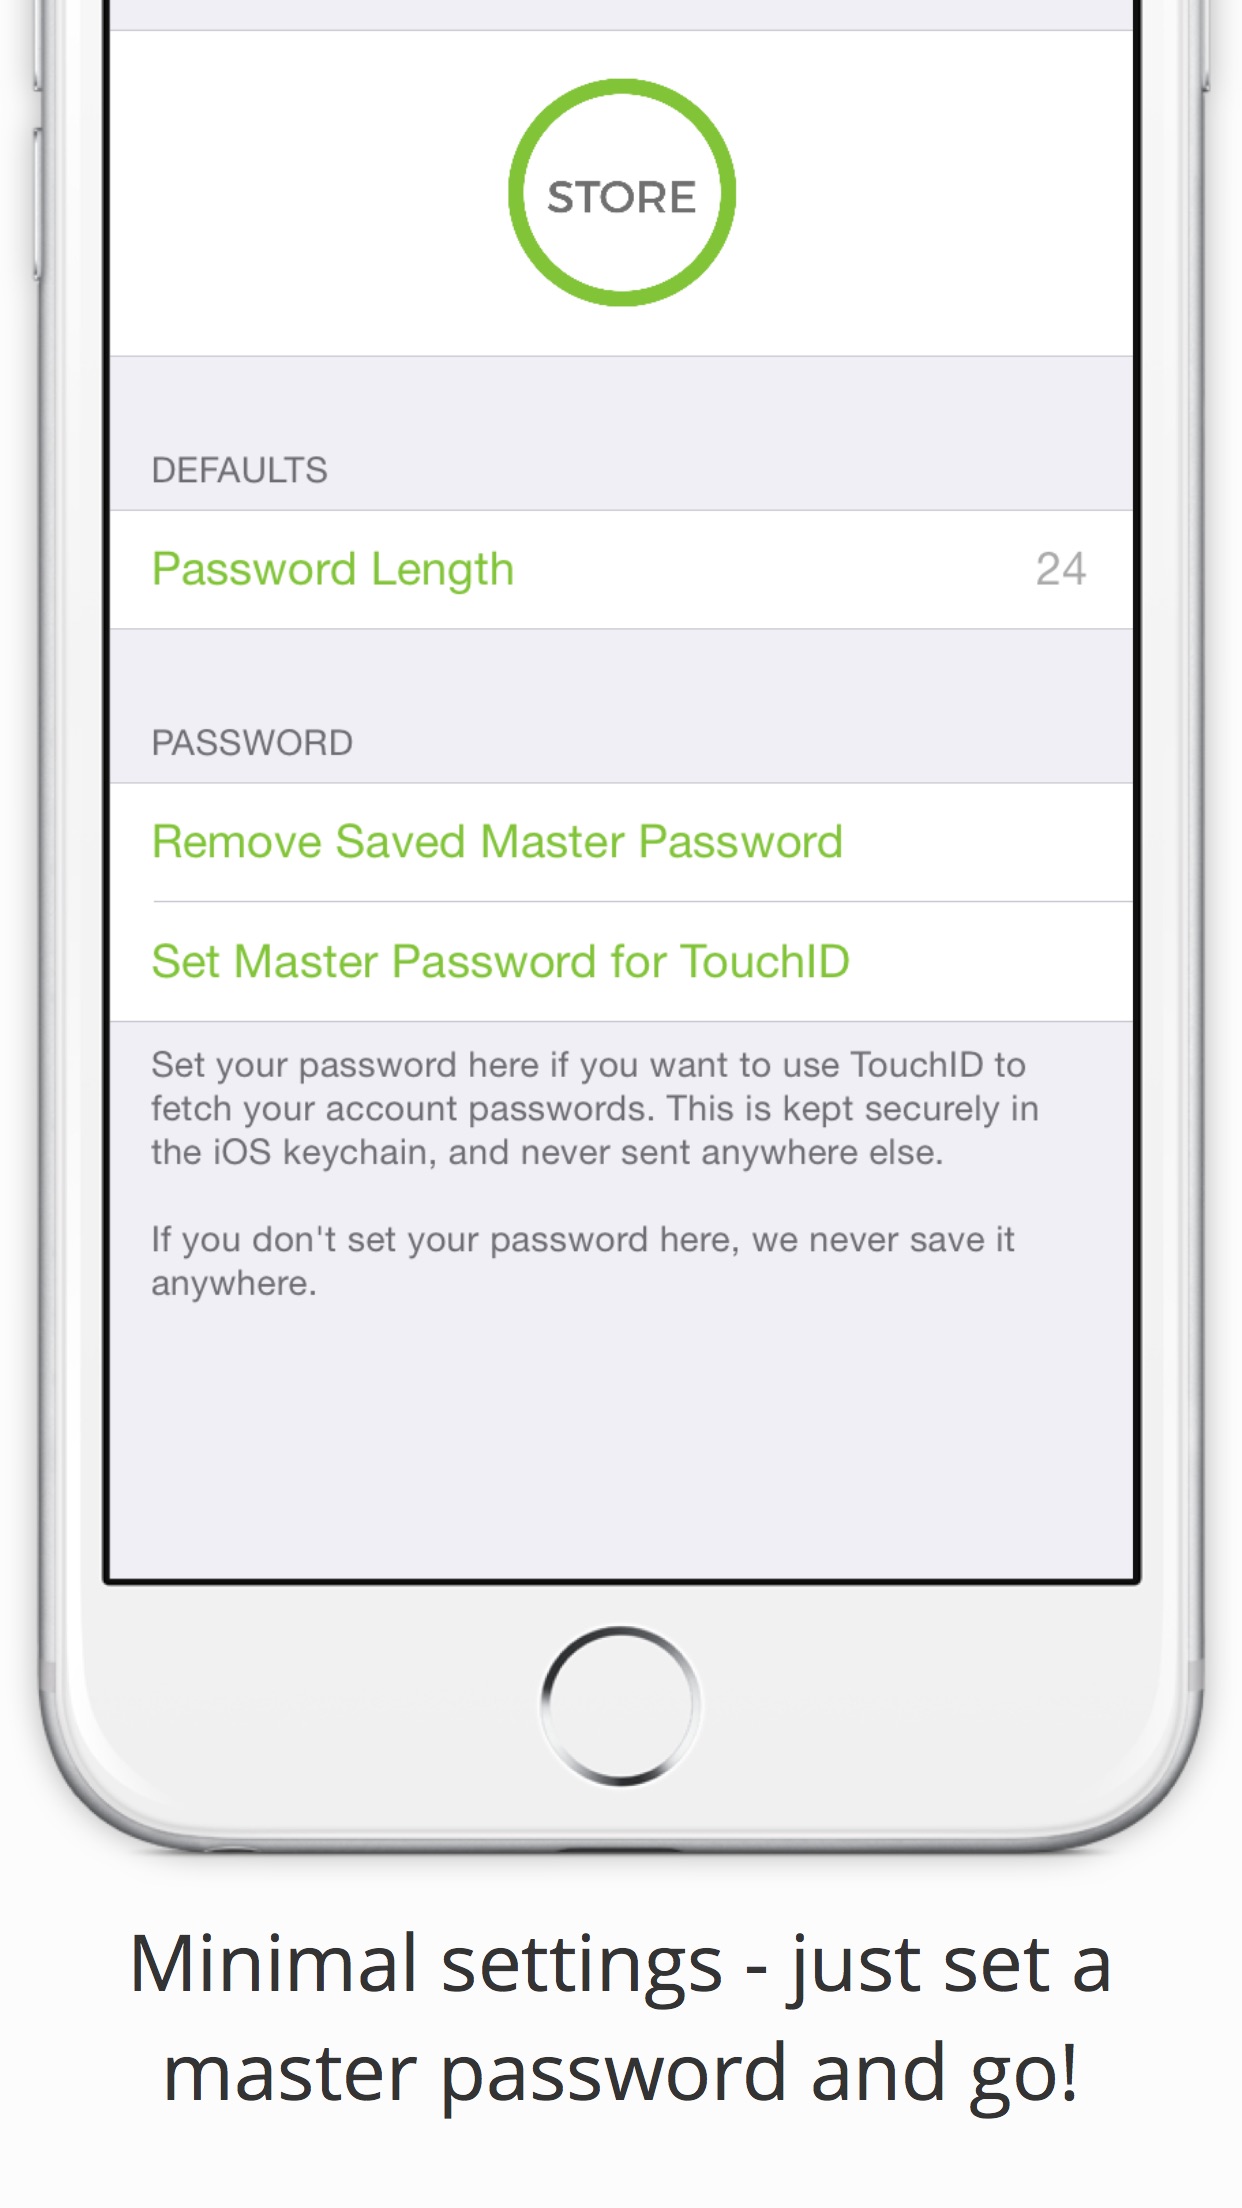 STORE
DEFAULTS
Password Length 24
PASSWORD
Remove Saved Master Password
Set Master Password for TouchID
Set your password here if you want to use TouchID to
fetch your account passwords. This is kept securely in
the iOS keychain, and never sent anywhere else.
If you don't set your password here, we never save it
anywhere.
Minimal settings - just set a
master password and go!